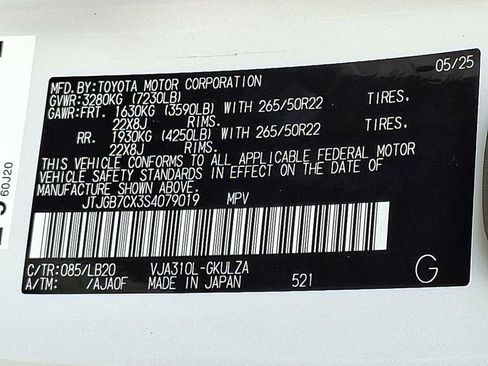 05/25
MFD. BY:TOYOTA MOTOR CORPORATION
GVWR:3280KG (7230LB)
GAWR:FRT. 1630KG (3590LB) WITH 265/50R22 TIRES.
22X8J RIMS.
RR. 1930KG (4250LB) WITH 265/50R22 TIRES.
22X8J RIMS.
THIS VEHICLE CONFORMS TO ALL APPLICABLE FEDERAL MOTOR
VEHICLE SAFETY STANDARDS IN EFFECT ON THE DATE OF
MANUFACTURE SHOWN ABOVE.
JTJGB7CX3S4079019 MPV
C/TR:085/LB20 VJA310L-GKULZA
A/TM: /AJA0F MADE IN JAPAN 521
G
60J20